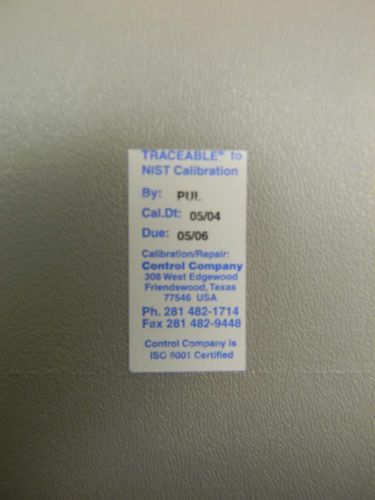 TRACEABLE® to
NIST Calibration
By: PUL
Cal.Dt: 05/04
Due: 05/06
Calibration/Repair:
Control Company
308 West Edgewood
Friendswood, Texas
77546 USA
Ph. 281 482-1714
Fax 281 482-9448
Control Company is
ISO 9001 Certified